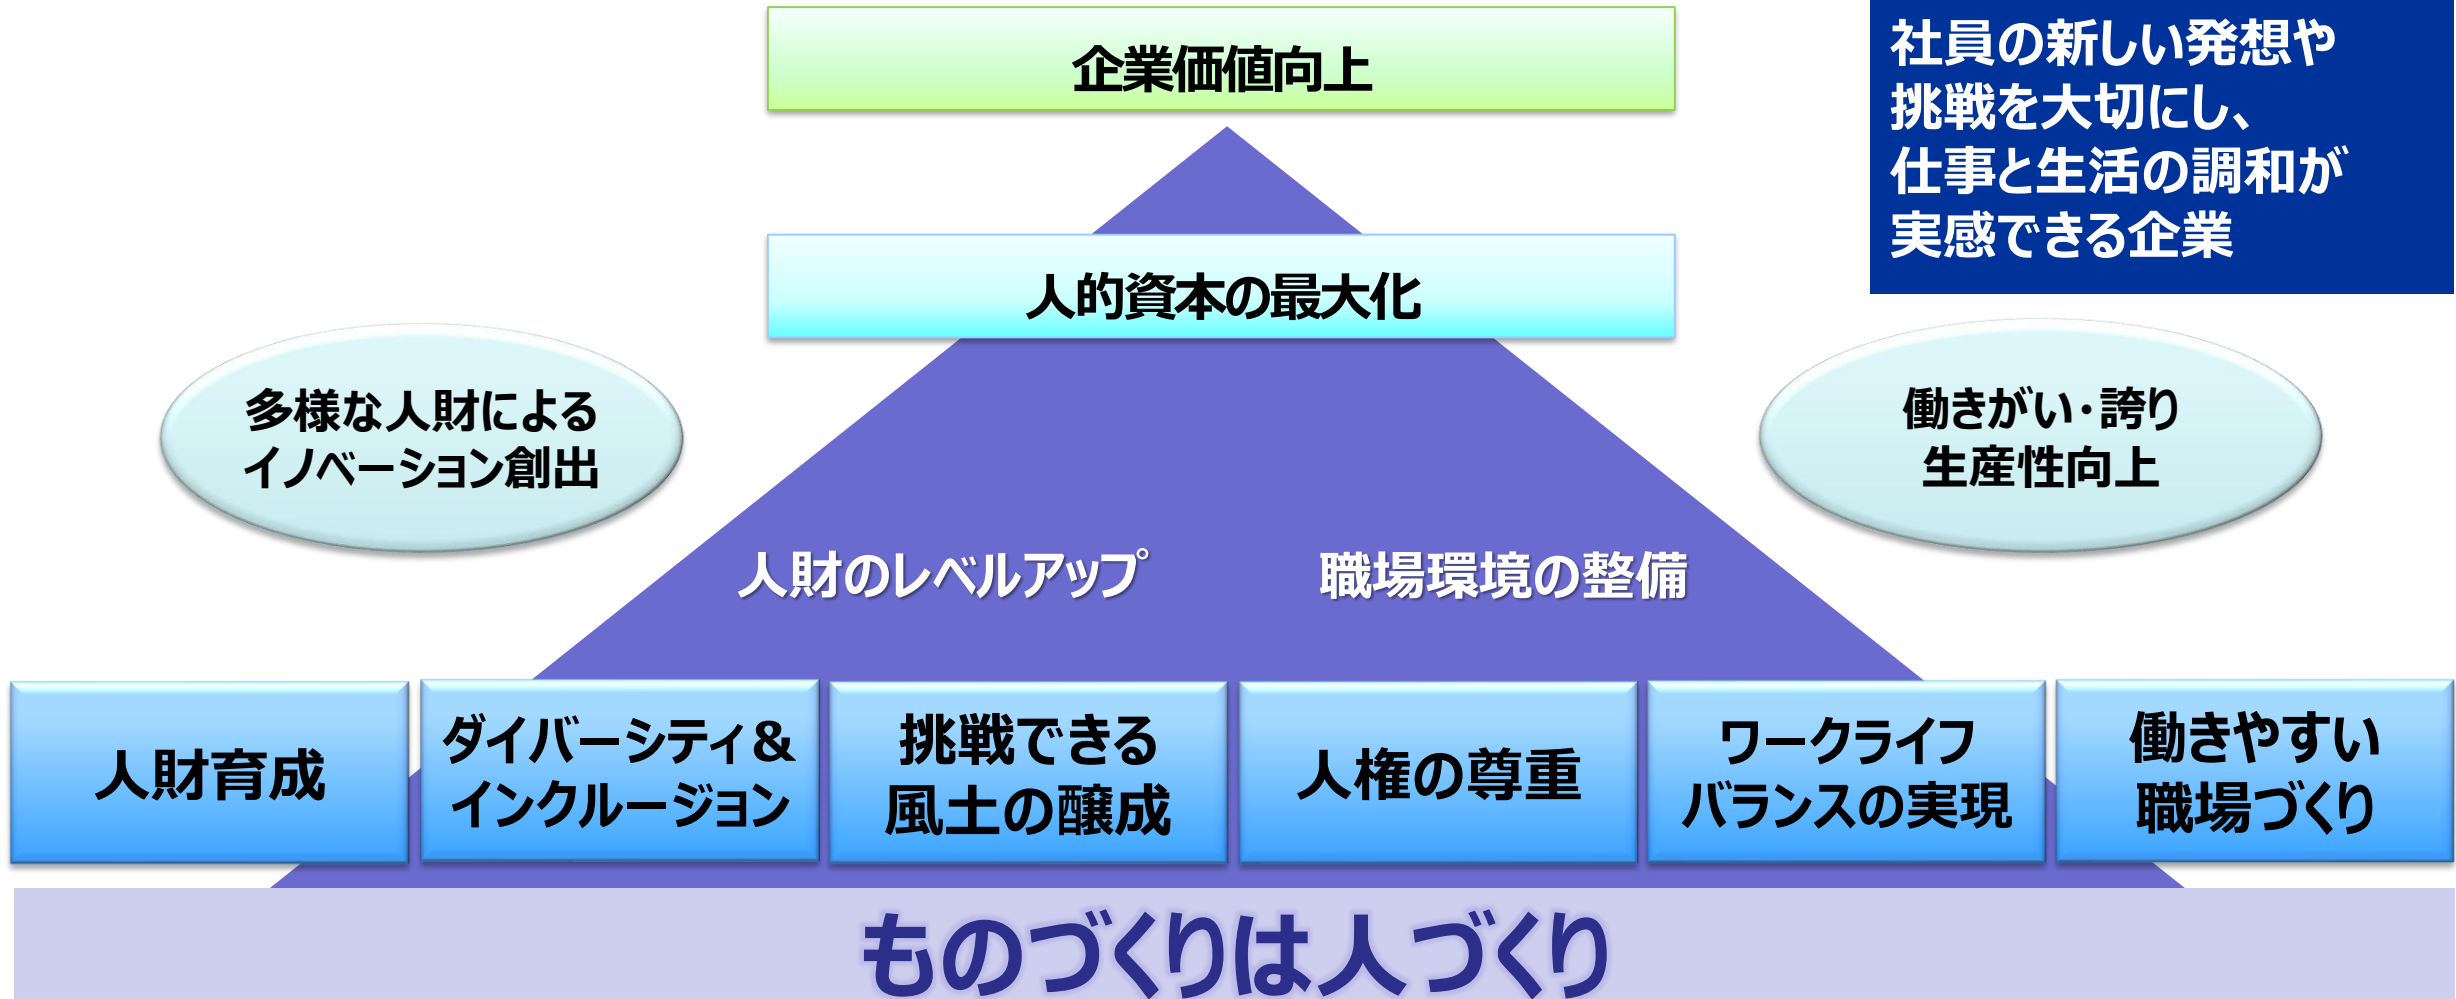 企業価値向上
社員の新しい発想や
挑戦を大切にし、
仕事と生活の調和が
実感できる企業
人的資本の最大化
多様な人財による
イノベーション創出
働きがい・誇り
生産性向上
人財のレベルアップ
職場環境の整備
人財育成
ダイバーシティ&
インクルージョン
挑戦できる
風土の醸成
人権の尊重
ワークライフ
バランスの実現
働きやすい
職場づくり
ものづくりは人づくり